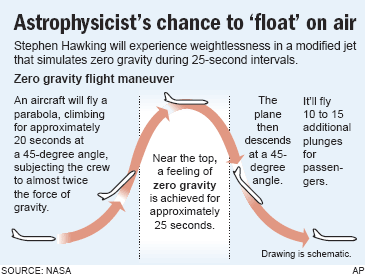 Astrophysicist's chance to 'float' on air
Stephen Hawking will experience weightlessness in a modified jet
that simulates zero gravity during 25-second intervals.
Zero gravity flight maneuver
An aircraft will fly a
parabola, climbing
for approximately
20 seconds at
a 45-degree angle,
subjecting the crew
to almost twice
the force of
gravity.
Near the top,
a feeling of
zero gravity
is achieved for
approximately
25 seconds.
The
plane
then
descends
at a 45-
degree
angle.
It'll fly
10 to 15
additional
plunges
for
passen-
gers.
Drawing is schematic.
SOURCE: NASA
AP